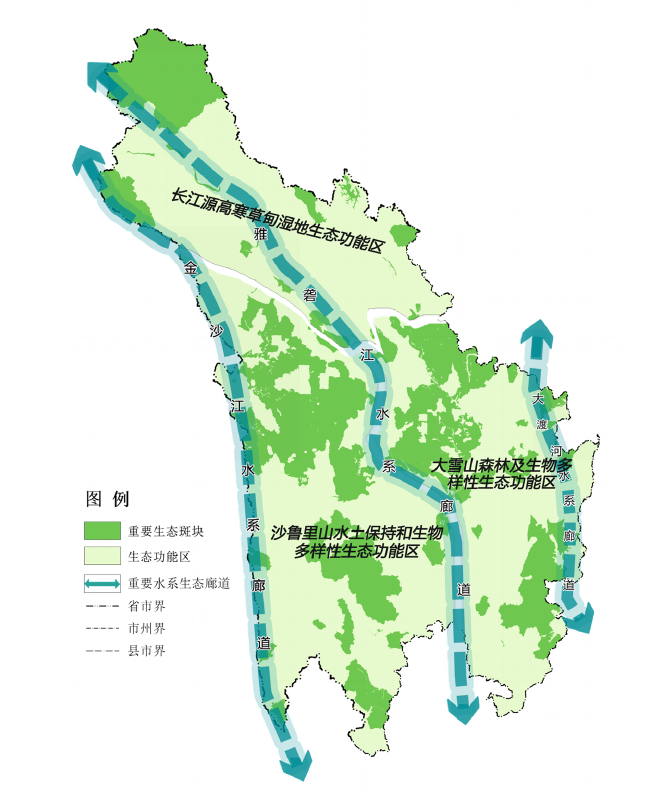 长江源高寒草甸湿地生态功能区
雅砻江水系廊道
金沙江水系廊道
大渡河水系廊道
大雪山森林及生物多
样性生态功能区
沙鲁里山水土保持和生物
多样性生态功能区
图 例
重要生态斑块
生态功能区
重要水系生态廊道
省市界
市州界
县市界